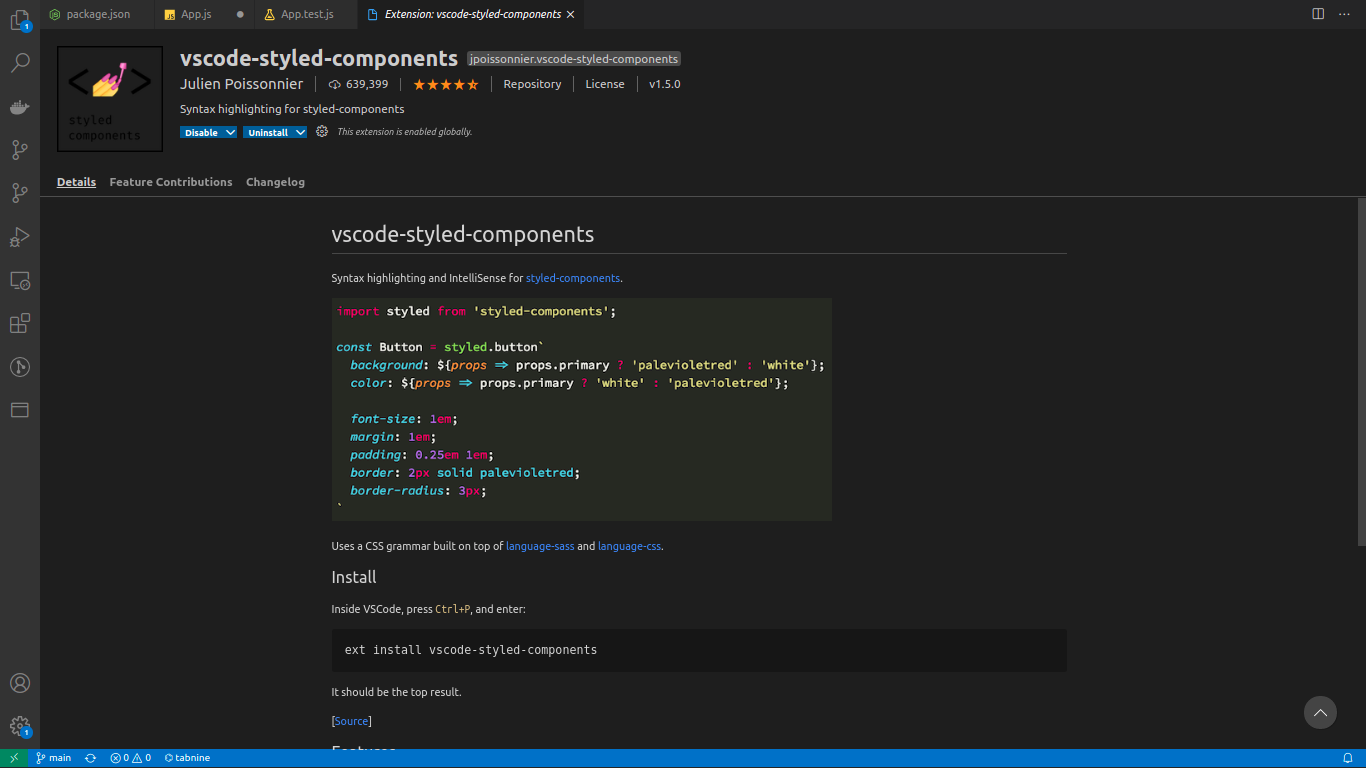 package.json App.js App.test.js Extension: vscode-styled-components
1
vscode-styled-components jpoissonnier.vscode-styled-components
Julien Poissonnier 639,399 Repository License v1.5.0
Syntax highlighting for styled-components
Disable Uninstall This extension is enabled globally.
styled
components
Details Feature Contributions Changelog
vscode-styled-components
Syntax highlighting and IntelliSense for styled-components.
import styled from 'styled-components';
const Button = styled.button`
background: ${props => props.primary ? 'palevioletred' : 'white'};
color: ${props => props.primary ? 'white' : 'palevioletred'};
font-size: 1em;
margin: 1em;
padding: 0.25em 1em;
border: 2px solid palevioletred;
border-radius: 3px;
`
Uses a CSS grammar built on top of language-sass and language-css.
Install
Inside VSCode, press Ctrl+P, and enter:
ext install vscode-styled-components
It should be the top result.
[Source]
1
Features
main 0 0 tabnine